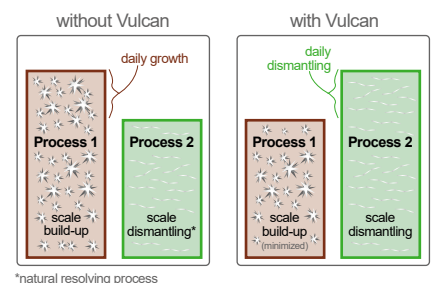 without Vulcan
daily growth
Process 1
scale
build-up
Process 2
scale
dismantling*
with Vulcan
daily
dismantling
Process 1
scale
build-up
(minimized)
Process 2
scale
dismantling
*natural resolving process